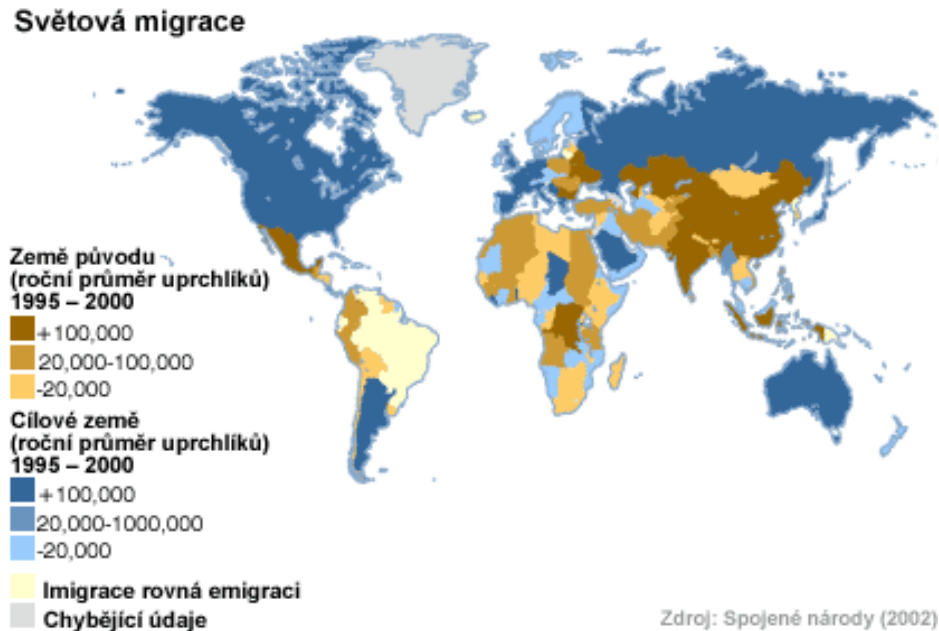 Světová migrace
Země původu
(roční průměr uprchlíků)
1995 – 2000
+100,000
20,000-100,000
-20,000
Cílové země
(roční průměr uprchlíků)
1995 – 2000
+100,000
20,000-1000,000
-20,000
Imigrace rovná emigraci
Chybějící údaje
Zdroj: Spojené národy (2002)